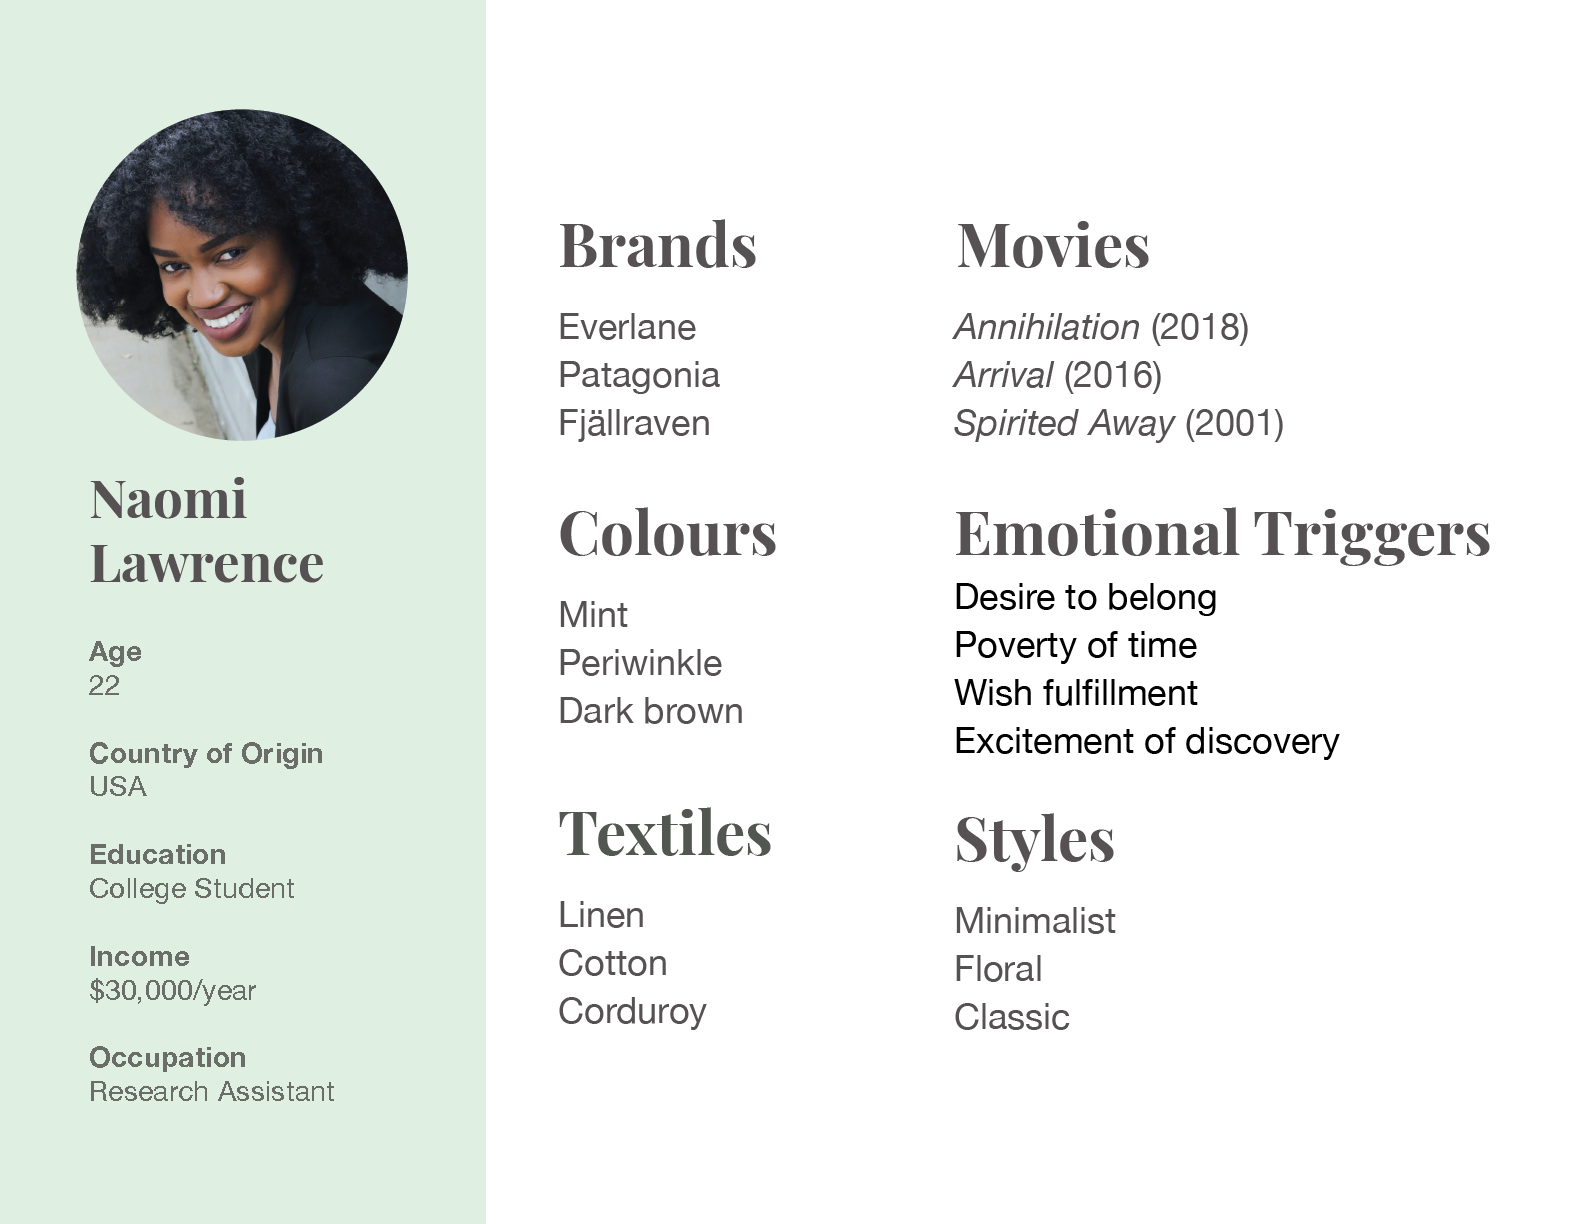 Naomi
Lawrence
Age
22
Country of Origin
USA
Education
College Student
Income
$30,000/year
Occupation
Research Assistant
Brands
Everlane
Patagonia
Fjällraven
Colours
Mint
Periwinkle
Dark brown
Textiles
Linen
Cotton
Corduroy
Movies
Annihilation (2018)
Arrival (2016)
Spirited Away (2001)
Emotional Triggers
Desire to belong
Poverty of time
Wish fulfillment
Excitement of discovery
Styles
Minimalist
Floral
Classic